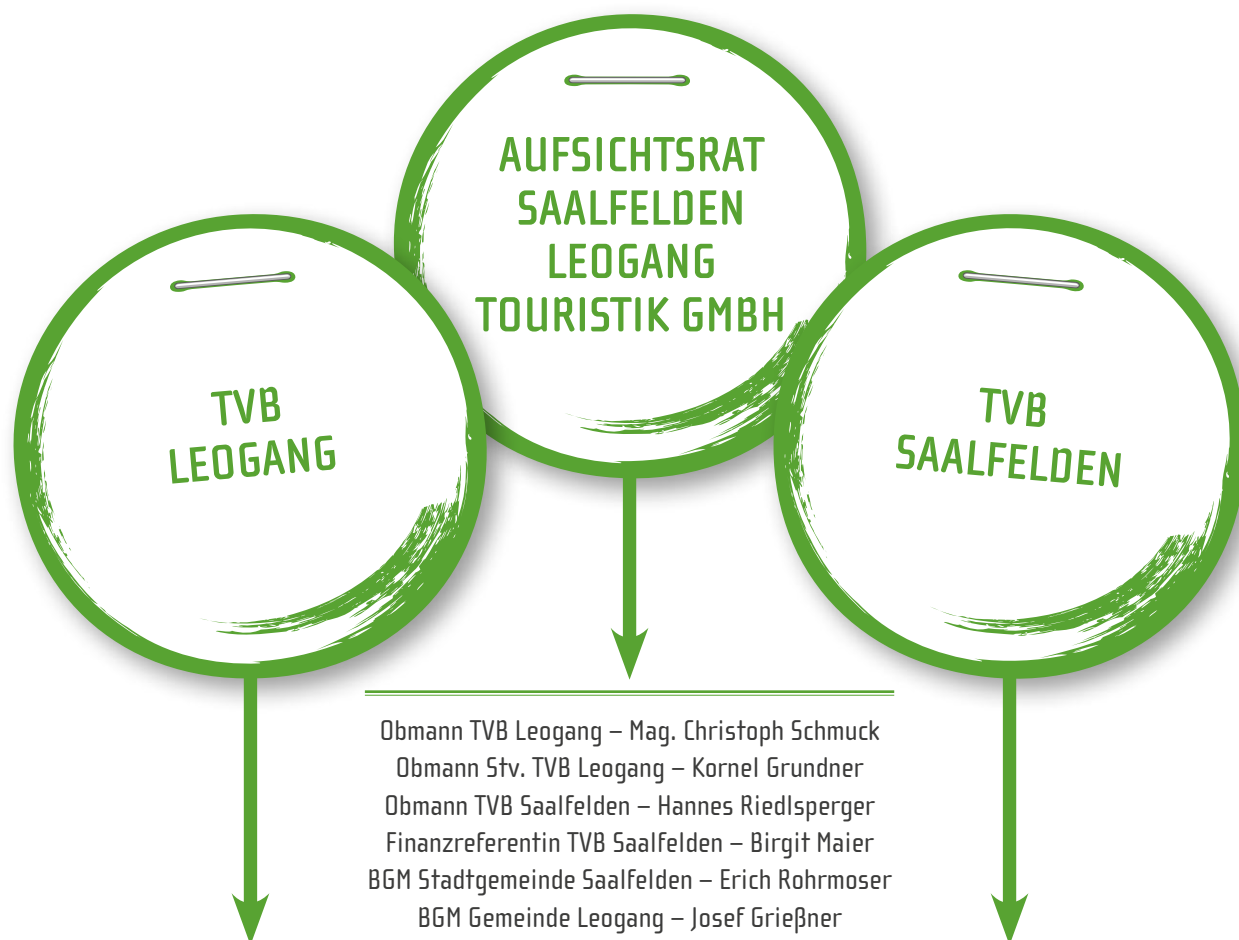 AUFSICHTSRAT
SAALFELDEN
LEOGANG
TOURISTIK GMBH
TVB
LEOGANG
TVB
SAALFELDEN
Obmann TVB Leogang – Mag. Christoph Schmuck
Obmann Stv. TVB Leogang – Kornel Grundner
Obmann TVB Saalfelden – Hannes Riedlsperger
Finanzreferentin TVB Saalfelden – Birgit Maier
BGM Stadtgemeinde Saalfelden – Erich Rohrmoser
BGM Gemeinde Leogang – Josef Grießner